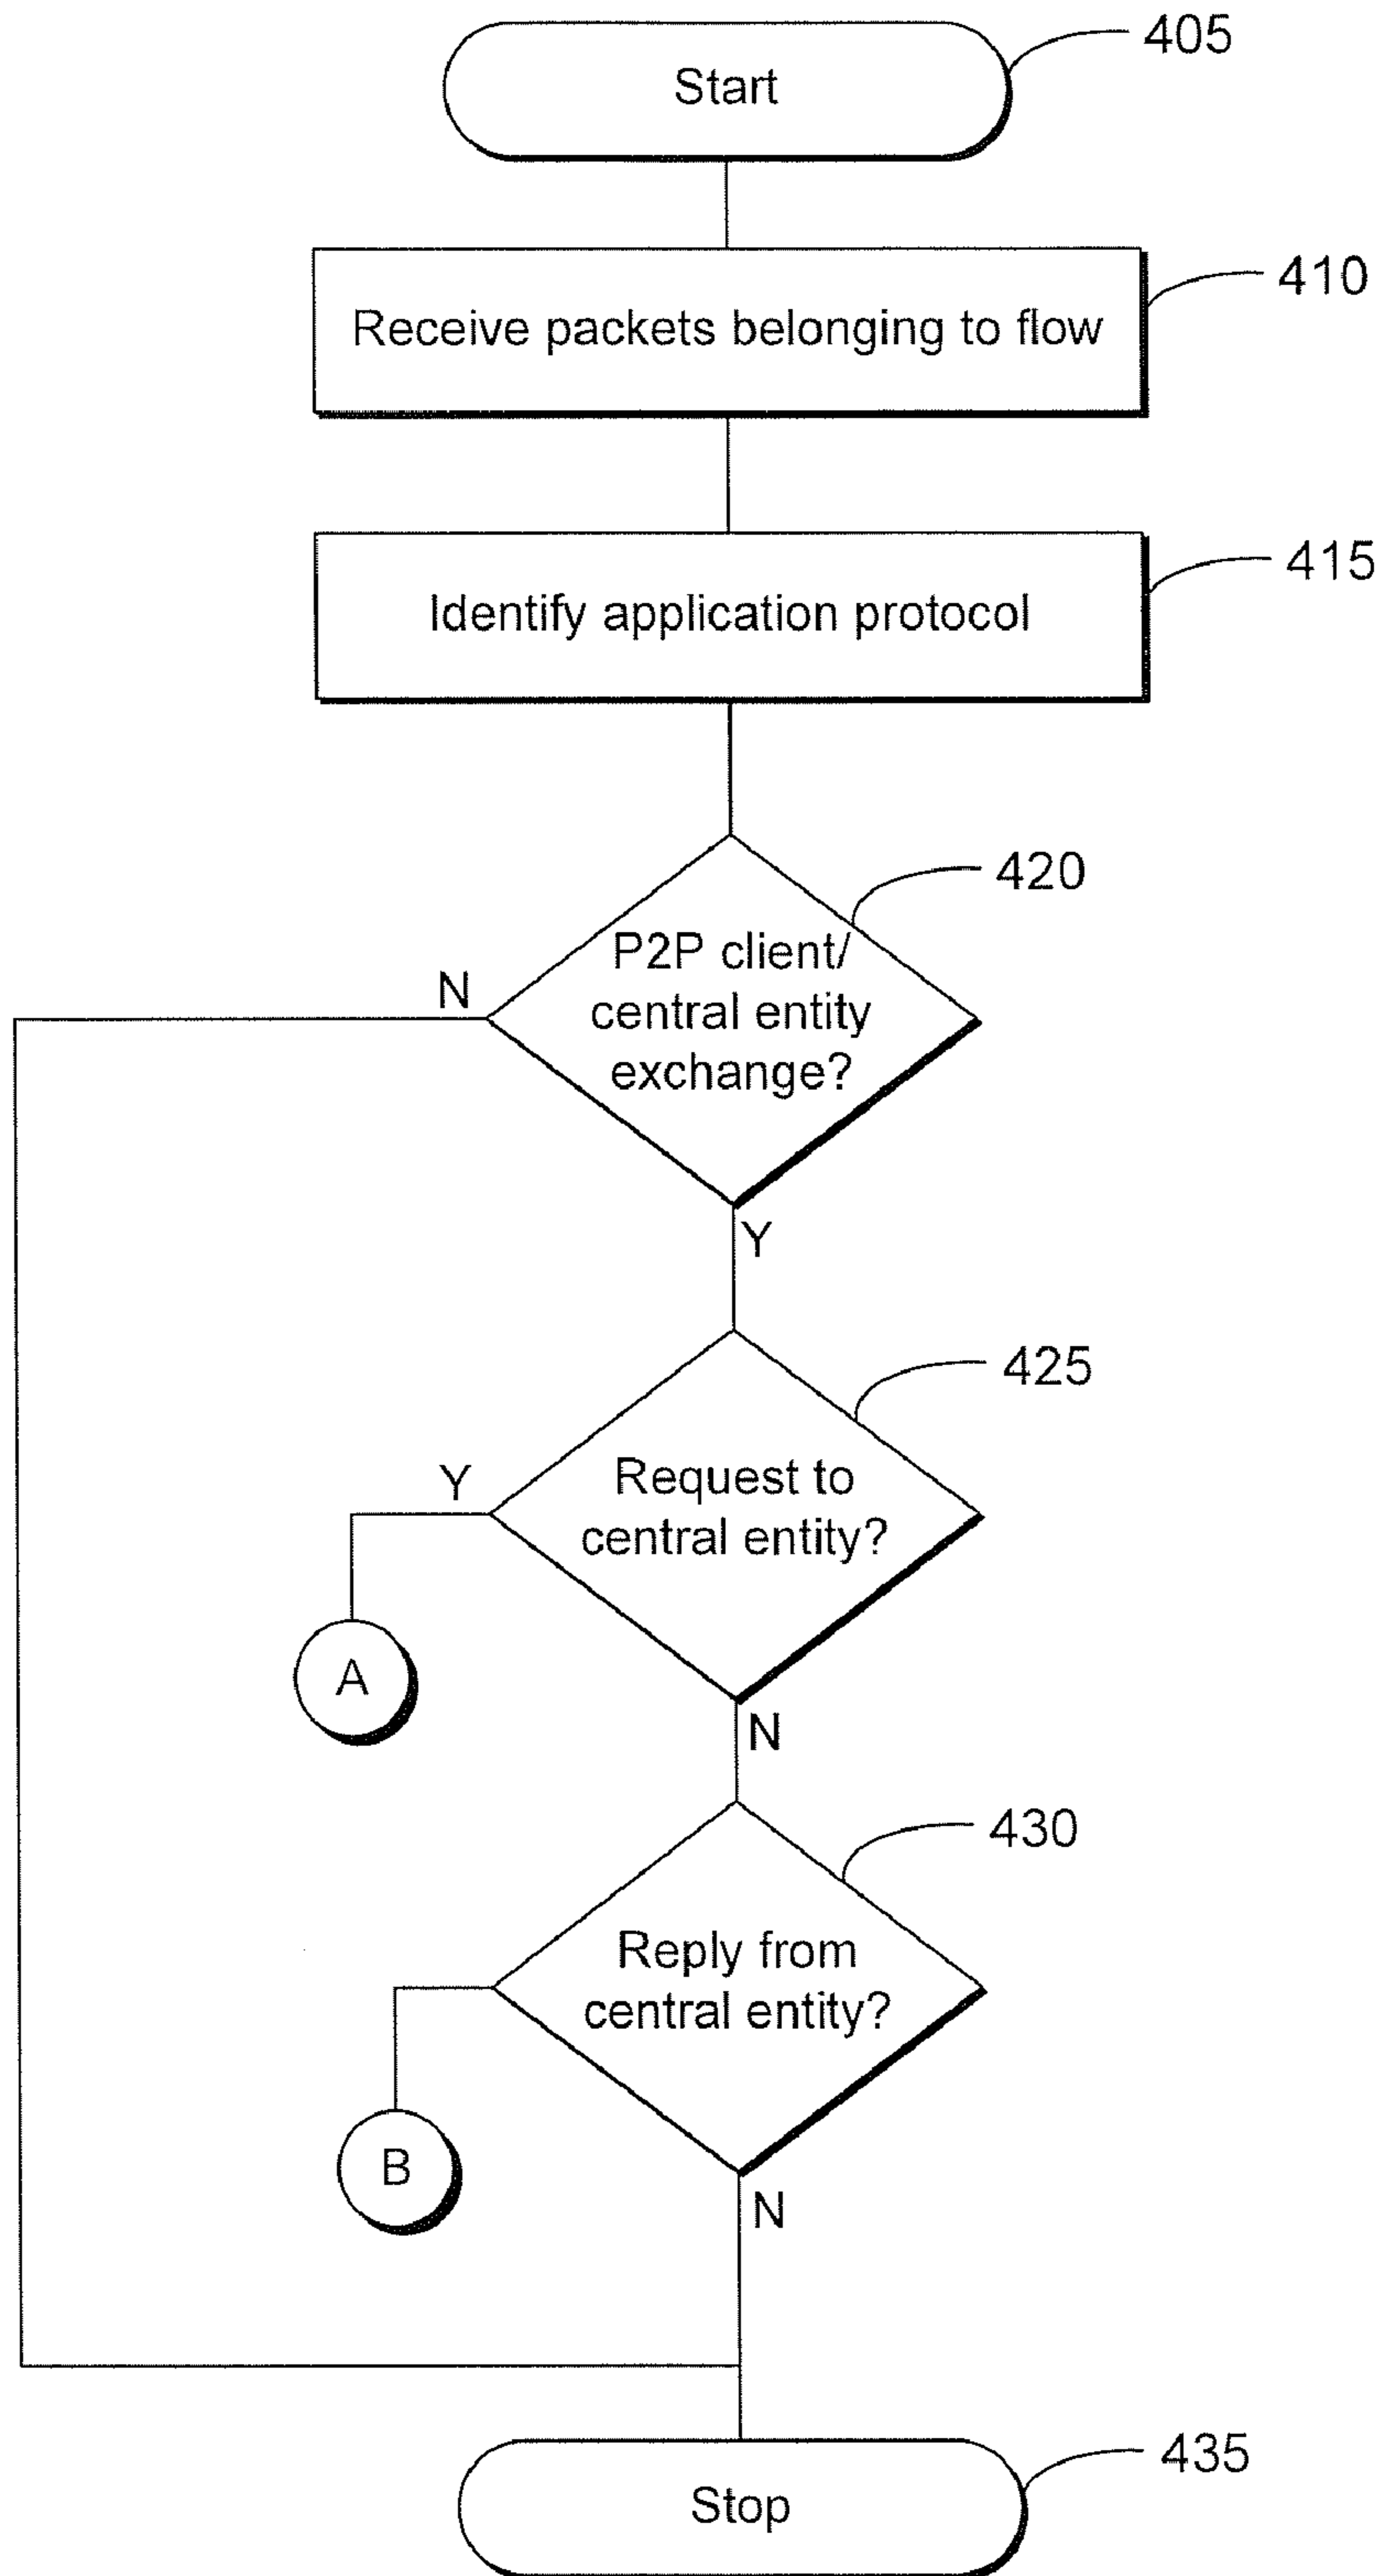 Start
405
Receive packets belonging to flow
410
Identify application protocol
415
420
P2P client/
central entity
exchange?
N
Y
425
Request to
central entity?
Y
A
N
430
Reply from
central entity?
B
N
Stop
435